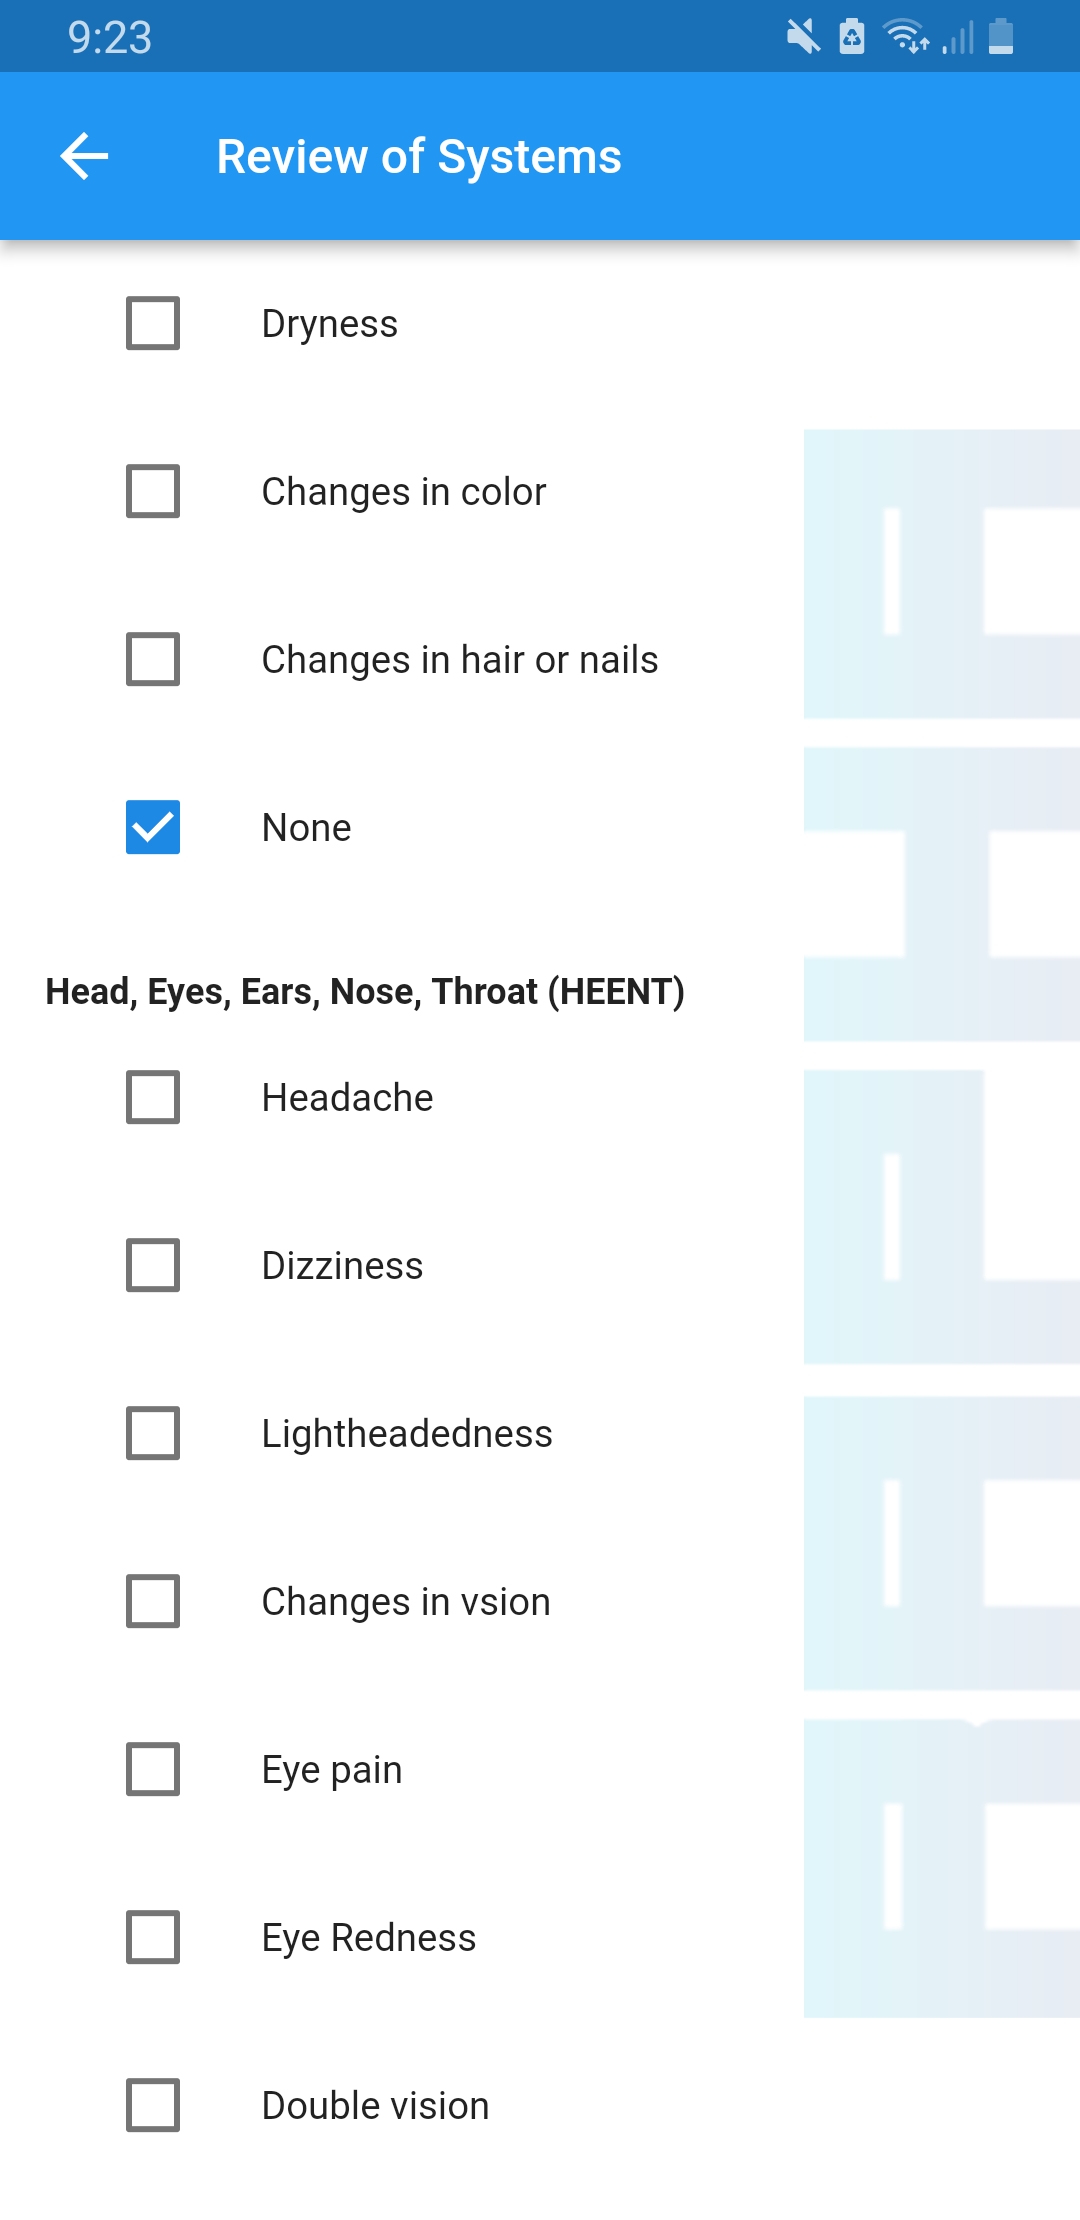 9:23
Review of Systems
Dryness
Changes in color
Changes in hair or nails
None
Head, Eyes, Ears, Nose, Throat (HEENT)
Headache
Dizziness
Lightheadedness
Changes in vsion
Eye pain
Eye Redness
Double vision